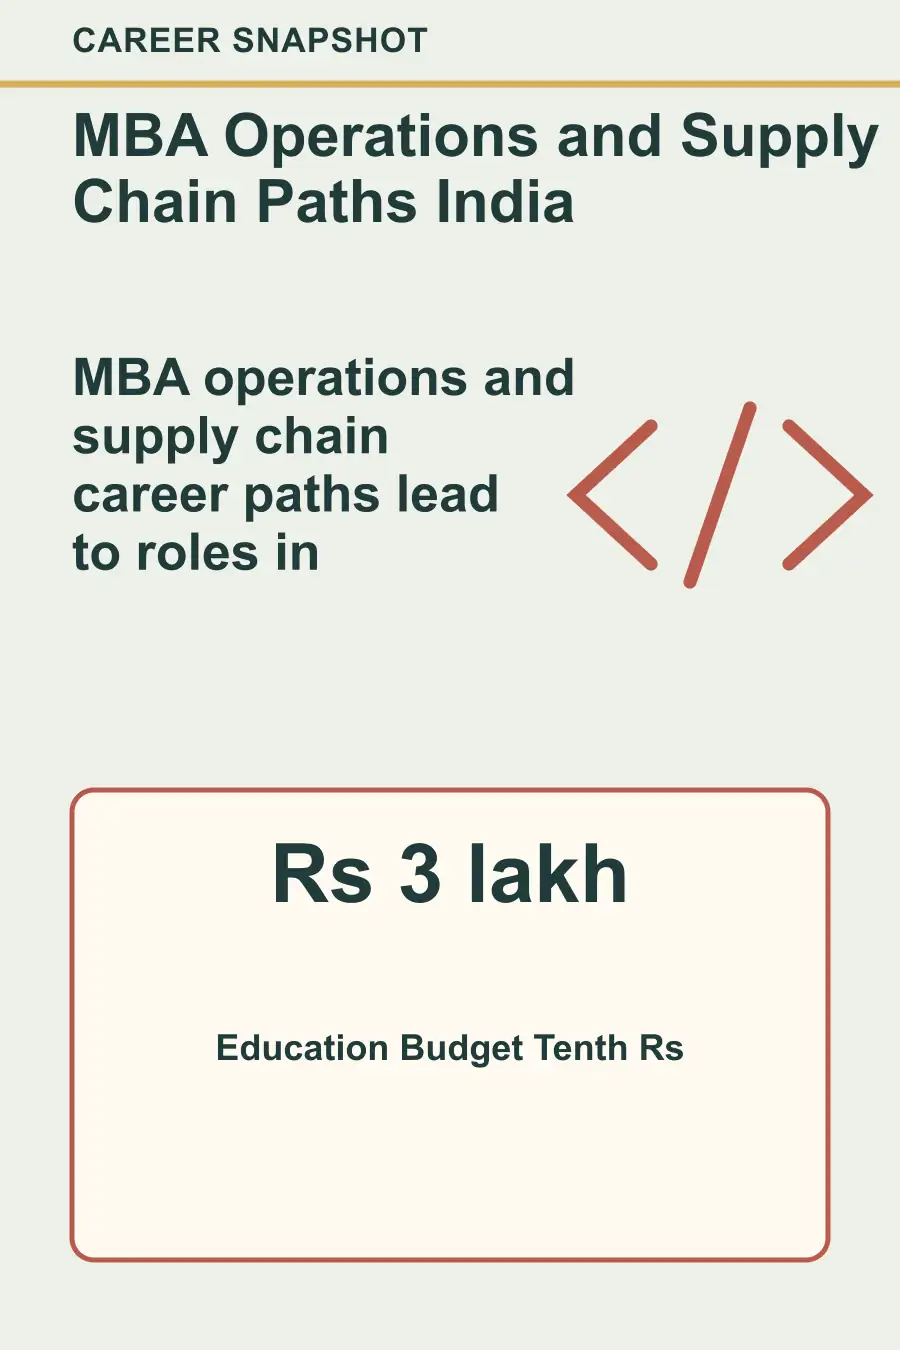 CAREER SNAPSHOT
MBA Operations and Supply
Chain Paths India
MBA operations and
supply chain
career paths lead
to roles in
Rs 3 lakh
Education Budget Tenth Rs